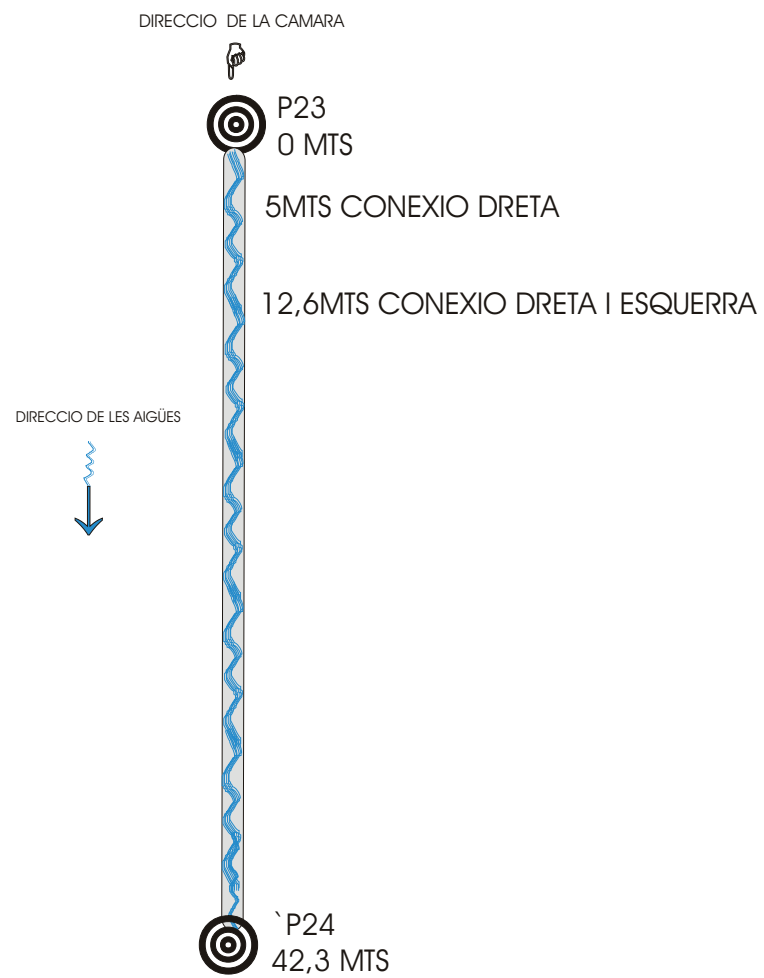 DIRECCIO DE LA CAMARA
P23
0 MTS
5MTS CONEXIO DRETA
12,6MTS CONEXIO DRETA I ESQUERRA
DIRECCIO DE LES AIGÜES
`P24
42,3 MTS